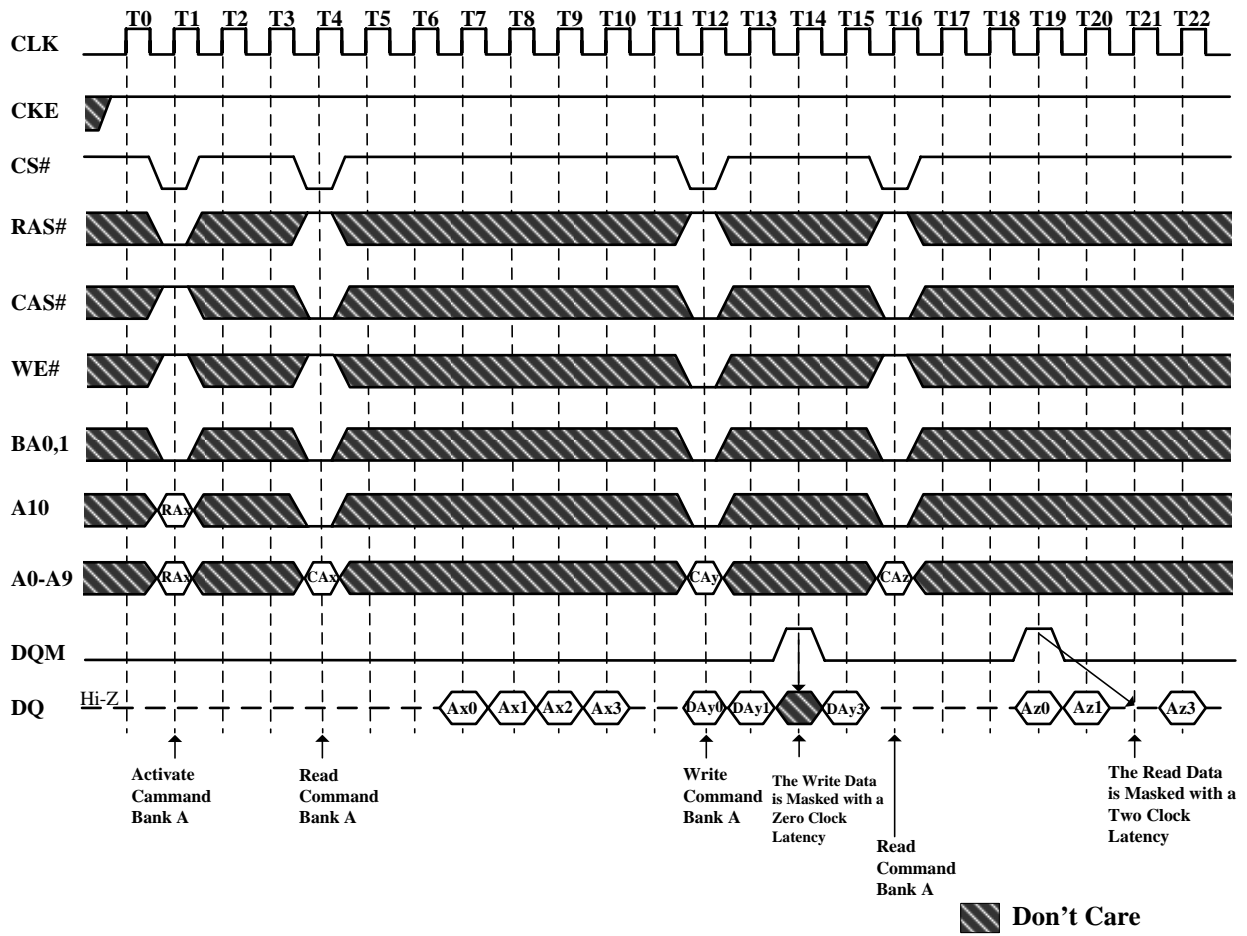 T0 T1 T2 T3 T4 T5 T6 T7 T8 T9 T10 T11 T12 T13 T14 T15 T16 T17 T18 T19 T20 T21 T22
CLK
CKE
CS#
RAS#
CAS#
WE#
BA0,1
A10
RAx
A0-A9
RAx CAx CAy CAz
DQM
DQ
Hi-Z
Ax0 Ax1 Ax2 Ax3 DAy0 DAy1 DAy3 Az0 Az1 Az3
Activate
Cammand
Bank A
Read
Command
Bank A
Write
Command
Bank A
The Write Data
is Masked with a
Zero Clock
Latency
Read
Command
Bank A
The Read Data
is Masked with a
Two Clock
Latency
Don't Care